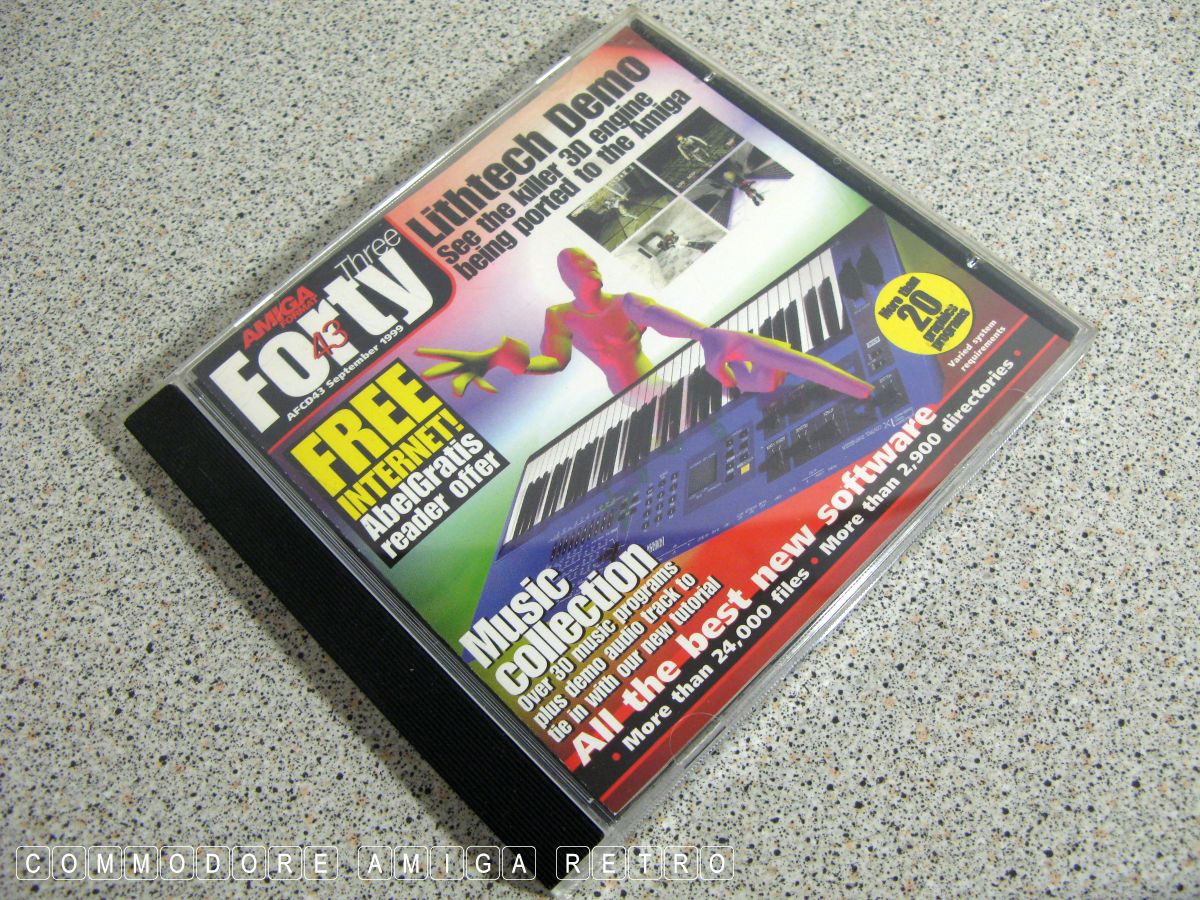 Lithtech Demo
See the killer 3D engine
being ported to the Amiga
AMIGA
FORMAT
Three
Forty
43
AFCD43 September 1999
FREE
INTERNET!
AbelGratis
reader offer
More than
20
graphics
programs
Varied system
requirements
Music
collection
Over 30 music programs
plus demo audio track to
tie in with our new tutorial
All the best new software
• More than 24,000 files • More than 2,900 directories •
COMMODORE AMIGA RETRO